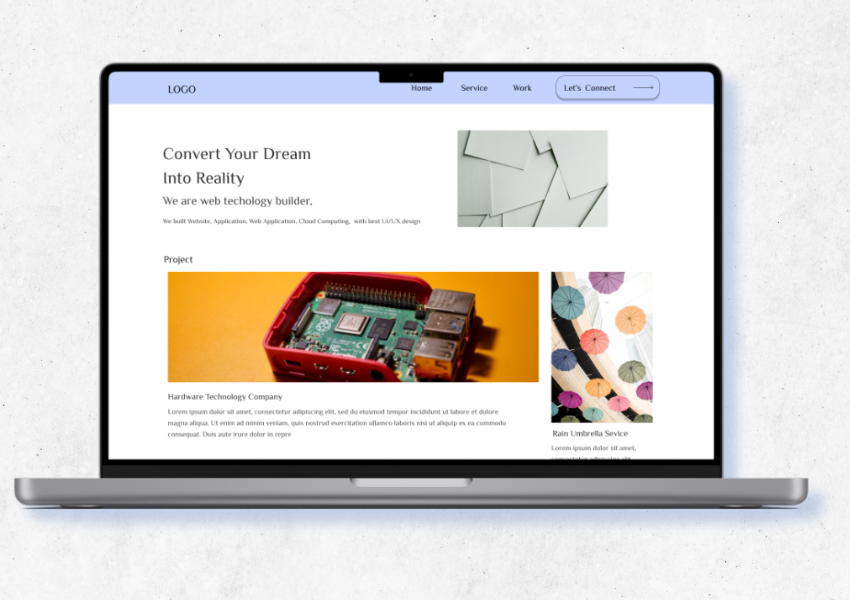 LOGO
Home
Service
Work
Let's Connect
Convert Your Dream
Into Reality
We are web techology builder,
We built Website, Application, Web Application, Cloud Computing, with best UI/UX design
Project
Hardware Technology Company
Lorem ipsum dolor sit amet, consectetur adipiscing elit, sed do eiusmod tempor incididunt ut labore et dolore
magna aliqua. Ut enim ad minim veniam, quis nostrud exercitation ullamco laboris nisi ut aliquip ex ea commodo
consequat. Duis aute irure dolor in repre
Rain Umbrella Sevice
Lorem ipsum dolor sit amet,